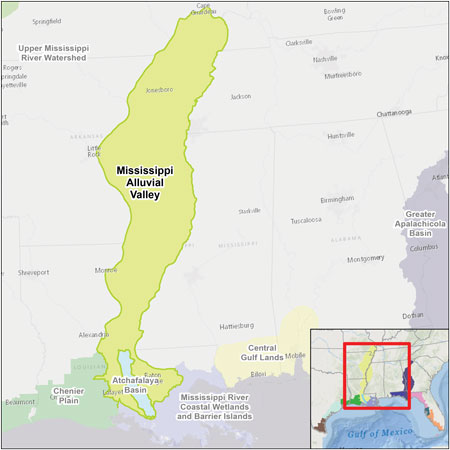 Cape
Girardeau
Springfield
Bowling
Green
Upper Mississippi
River Watershed
Clarksville
Rogers
Springdale
Fayetteville
Nashville
Murfreesboro
Knox
Jonesboro
Jackson
Chattanooga
ARKANSAS
Huntsville
Little
Rock
Mississippi
Alluvial
Valley
Atlanta
Birmingham
Starkville
Tuscaloosa
Greater
Apalachicola
Basin
MISSISSIPPI
ALABAMA
Columbus
Montgomery
Monroe
Shreveport
Dothan
Hattiesburg
Alexandria
LOUISIANA
Central
Gulf Lands
Mobile
Biloxi
Atchafalaya
Basin
Baton
Lafayette
Chenier
Plain
Mississippi River
Coastal Wetlands
and Barrier Islands
Gulf of Mexico